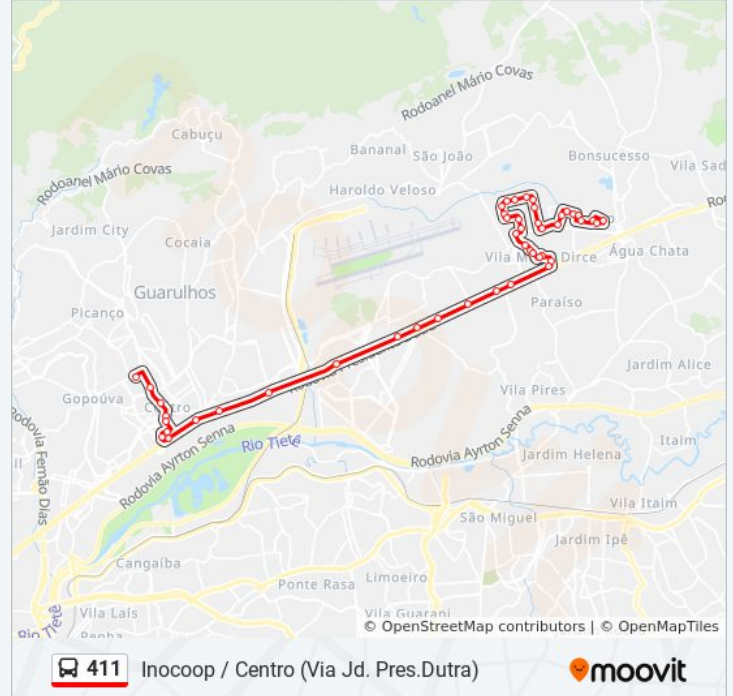 Rodoanel Mário Covas
Cabuçu
Bananal
São João
Bonsucesso
Vila Sad
Rodoanel Mário Covas
Haroldo Veloso
Ro
Jardim City
Cocaia
Água Chata
Guarulhos
Paraíso
Picanço
Jardim Alice
Gopoúva
Vila Pires
Rodovia Ayrton Senna
Rio Tietê
Rodovia Ayrton Senna
Itaim
Jardim Helena
Rodovia Fernão Dias
Vila Itaim
São Miguel
Jardim Ipê
Cangaíba
Ponte Rasa
Limoeiro
Vila Laís
Vila Guarani
Rio Tietê
Penha
© OpenStreetMap contributors | © OpenMapTiles
411 Inocoop / Centro (Via Jd. Pres.Dutra)
moovit